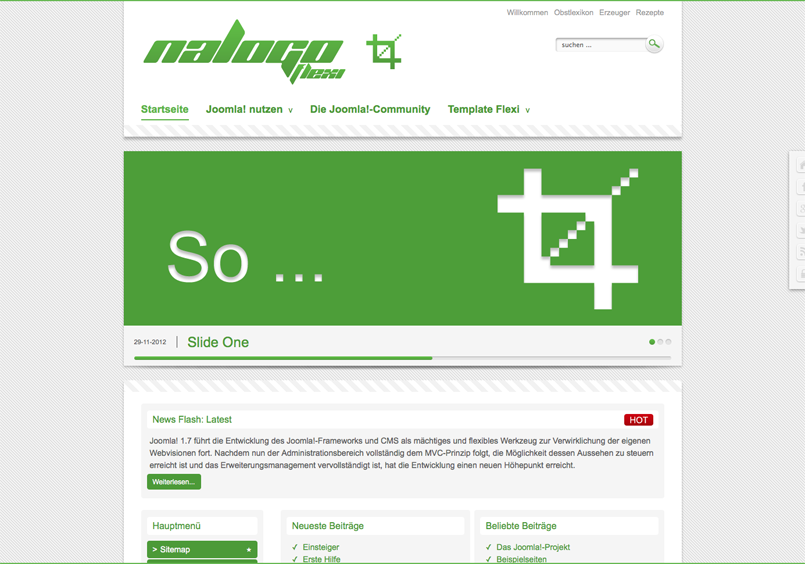 Willkommen Obstlexikon Erzeuger Rezepte
nalogo
flexi
suchen ...
Startseite Joomla! nutzen v Die Joomla!-Community Template Flexi v
So ...
29-11-2012 Slide One
News Flash: Latest HOT
Joomla! 1.7 führt die Entwicklung des Joomla!-Frameworks und CMS als mächtiges und flexibles Werkzeug zur Verwirklichung der eigenen
Webvisionen fort. Nachdem nun der Administrationsbereich vollständig dem MVC-Prinzip folgt, die Möglichkeit dessen Aussehen zu steuern
erreicht ist und das Erweiterungsmanagement vervollständigt ist, hat die Entwicklung einen neuen Höhepunkt erreicht.
Weiterlesen...
Hauptmenü Neueste Beiträge Beliebte Beiträge
> Sitemap
Einsteiger
Das Joomla!-Projekt
Erste Hilfe
Beispielseiten